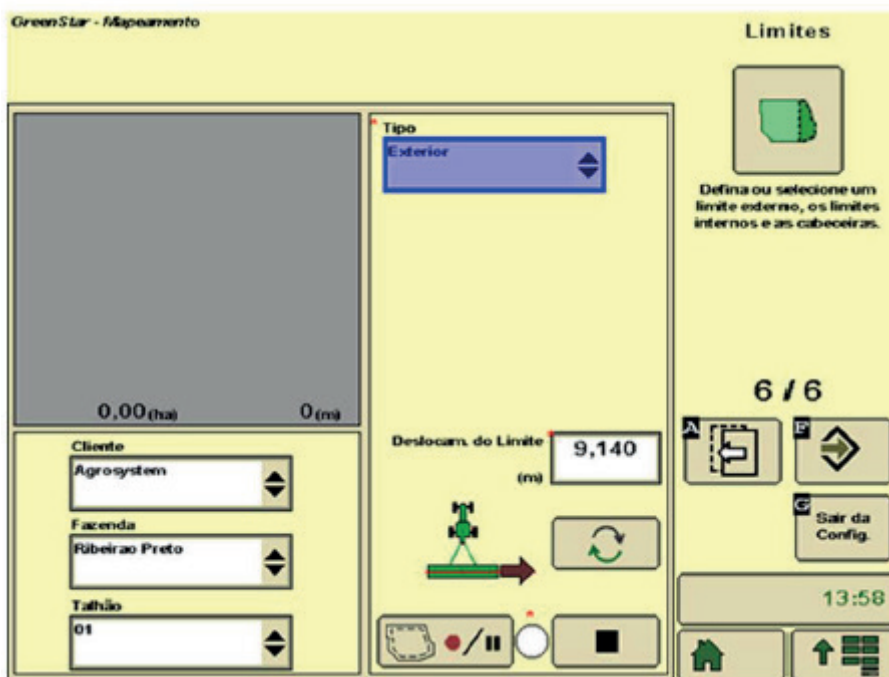 GreenStar - Mapeamento
Limites
Defina ou selecione um
limite externo, os limites
internos e as cabeceiras.
* Tipo
Exterior
0,00 (ha) 0 (m)
Cliente
Agrosystem
Fazenda
Ribeirao Preto
Talhão
01
Deslocam. do Limite
(m)
* 9,140
*
6 / 6
A
F
G
Sair da
Config.
13:58